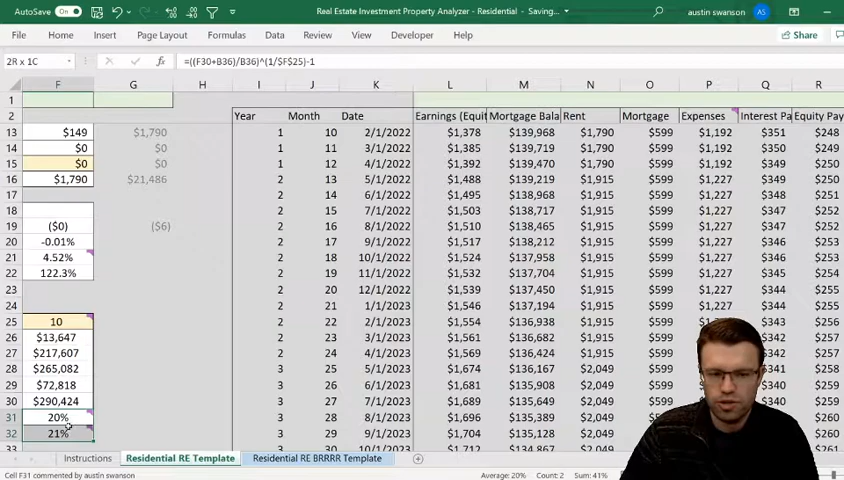 AutoSave On Real Estate Investment Property Analyzer - Residential - Saving... austin swanson AS
File Home Insert Page Layout Formulas Data Review View Developer Help Share
2R x 1C fx =((F30+B36)/B36)^(1/$F$25)-1
F G H I J K L M N O P Q R
1
2 Year Month Date Earnings (Equit Mortgage Bala Rent Mortgage Expenses Interest Pa Equity Pay
13 $149 $1,790 1 10 2/1/2022 $1,378 $139,968 $1,790 $599 $1,192 $351 $248
14 $0 $0 1 11 3/1/2022 $1,385 $139,719 $1,790 $599 $1,192 $350 $249
15 $0 $0 1 12 4/1/2022 $1,392 $139,470 $1,790 $599 $1,192 $349 $250
16 $1,790 $21,486 2 13 5/1/2022 $1,488 $139,219 $1,915 $599 $1,227 $349 $250
17 2 14 6/1/2022 $1,495 $138,968 $1,915 $599 $1,227 $348 $251
18 2 15 7/1/2022 $1,503 $138,717 $1,915 $599 $1,227 $347 $252
19 ($0) ($6) 2 16 8/1/2022 $1,510 $138,465 $1,915 $599 $1,227 $347 $252
20 -0.01% 2 17 9/1/2022 $1,517 $138,212 $1,915 $599 $1,227 $346 $253
21 4.52% 2 18 10/1/2022 $1,524 $137,958 $1,915 $599 $1,227 $346 $253
22 122.3% 2 19 11/1/2022 $1,532 $137,704 $1,915 $599 $1,227 $345 $254
23 2 20 12/1/2022 $1,539 $137,450 $1,915 $599 $1,227 $344 $255
24 2 21 1/1/2023 $1,546 $137,194 $1,915 $599 $1,227 $344 $255
25 10 2 22 2/1/2023 $1,554 $136,938 $1,915 $599 $343 $256
26 $13,647 2 23 3/1/2023 $1,561 $136,682 $1,915 $599 $342 $257
27 $217,607 2 24 4/1/2023 $1,569 $136,424 $1,915 $599 $342 $257
28 $265,082 3 25 5/1/2023 $1,674 $136,167 $2,049 $599 $341 $258
29 $72,818 3 26 6/1/2023 $1,681 $135,908 $2,049 $599 $340 $259
30 $290,424 3 27 7/1/2023 $1,689 $135,649 $2,049 $599 $340 $259
31 20% 3 28 8/1/2023 $1,696 $135,389 $2,049 $599 $339 $260
32 21% 3 29 9/1/2023 $1,704 $135,128 $2,049 $599 $261
Instructions Residential RE Template Residential RE BRRRR Template
Cell F31 commented by austin swanson Average: 20% Count: 2 Sum: 41%